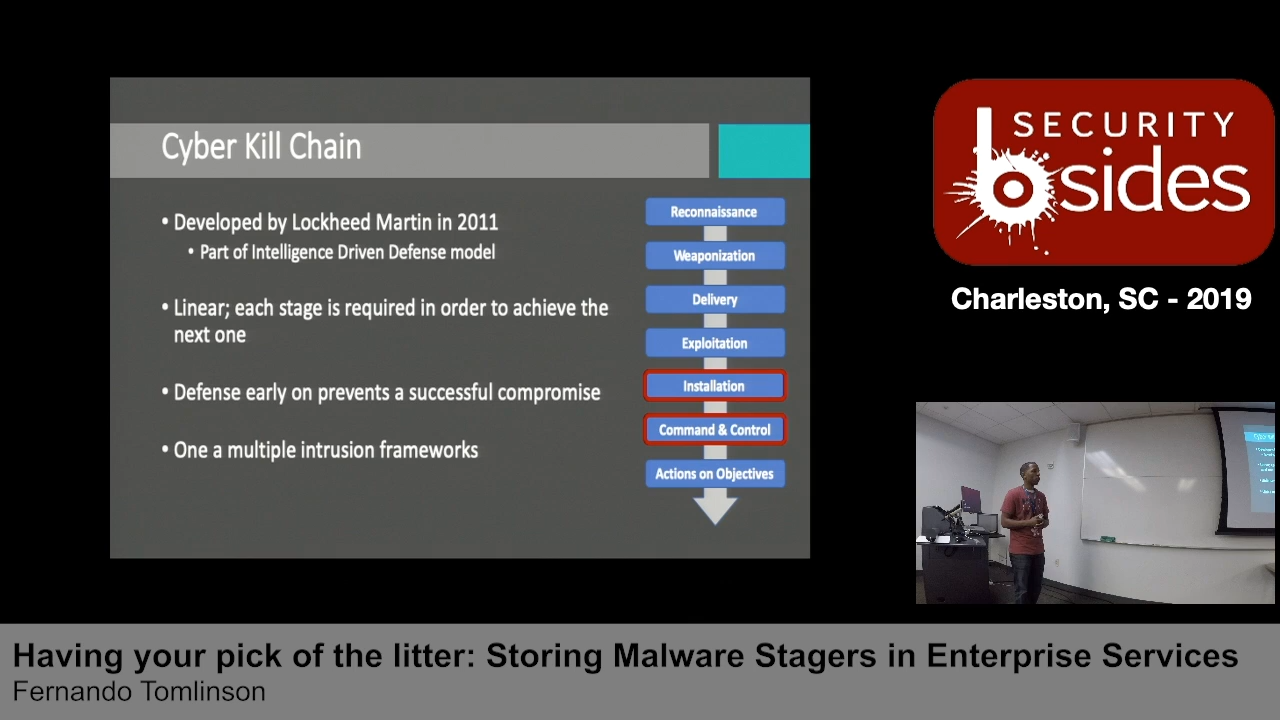 Cyber Kill Chain
• Developed by Lockheed Martin in 2011
• Part of Intelligence Driven Defense model
• Linear; each stage is required in order to achieve the
next one
• Defense early on prevents a successful compromise
• One a multiple intrusion frameworks
Reconnaissance
Weaponization
Delivery
Exploitation
Installation
Command & Control
Actions on Objectives
SECURITY
bsides
Charleston, SC - 2019
Having your pick of the litter: Storing Malware Stagers in Enterprise Services
Fernando Tomlinson